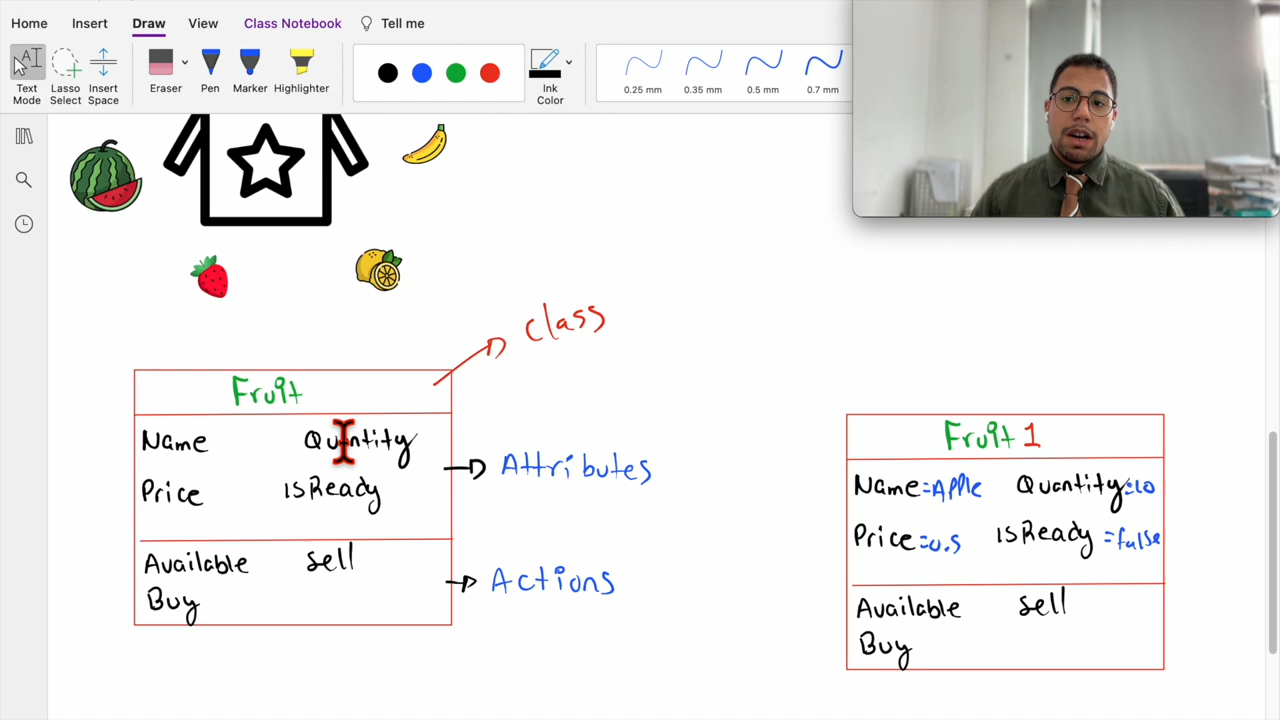 Home Insert Draw View Class Notebook Tell me
Text Mode Lasso Select Insert Space Eraser Pen Marker Highlighter Ink Color 0.25 mm 0.35 mm 0.5 mm 0.7 mm
class
Fruit
Name Quantity
Price isReady
Attributes
Available sell
Buy
Actions
Fruit 1
Name=Apple Quantity=10
Price=0.5 isReady=false
Available sell
Buy